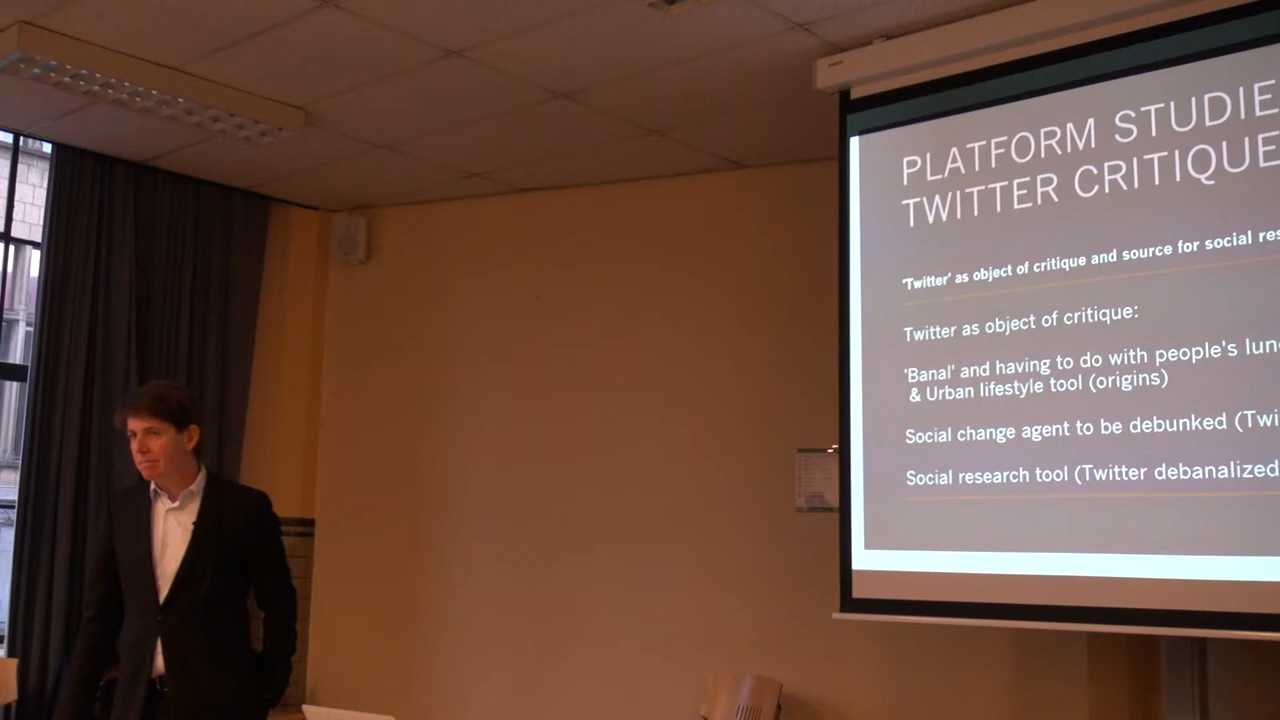 PLATFORM STUDIE
TWITTER CRITIQUE
'Twitter' as object of critique and source for social res
Twitter as object of critique:
'Banal' and having to do with people's lun
& Urban lifestyle tool (origins)
Social change agent to be debunked (Twi
Social research tool (Twitter debanalized